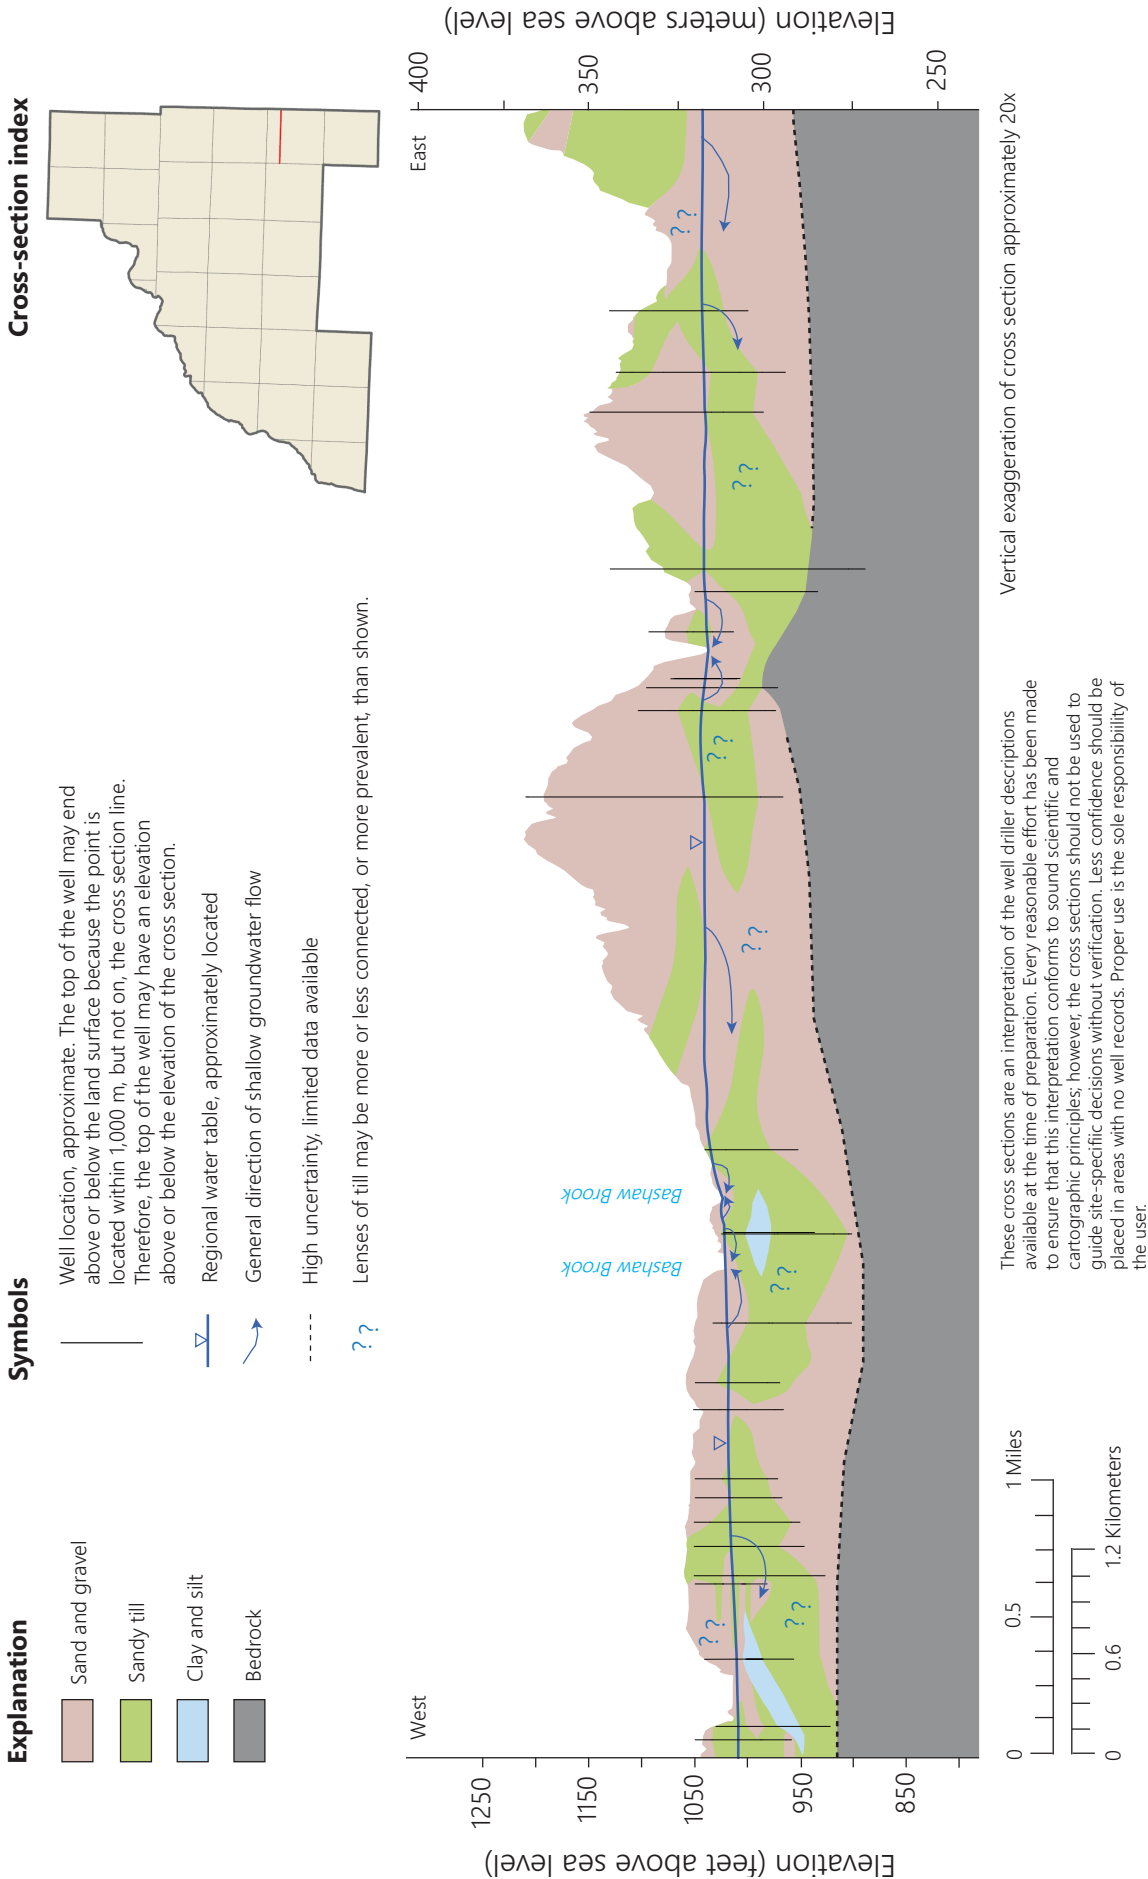 Explanation
Sand and gravel
Sandy till
Clay and silt
Bedrock
Symbols
Well location, approximate. The top of the well may end
above or below the land surface because the point is
located within 1,000 m, but not on, the cross section line.
Therefore, the top of the well may have an elevation
above or below the elevation of the cross section.
Regional water table, approximately located
General direction of shallow groundwater flow
High uncertainty, limited data available
? ?
Lenses of till may be more or less connected, or more prevalent, than shown.
Cross-section index
West
East
Elevation (feet above sea level)
1250
1150
1050
950
850
Elevation (meters above sea level)
400
350
300
250
Bashaw Brook
Bashaw Brook
? ?
? ?
? ?
? ?
? ?
? ?
? ?
0
0.5
1 Miles
0
0.6
1.2 Kilometers
These cross sections are an interpretation of the well driller descriptions
available at the time of preparation. Every reasonable effort has been made
to ensure that this interpretation conforms to sound scientific and
cartographic principles; however, the cross sections should not be used to
guide site-specific decisions without verification. Less confidence should be
placed in areas with no well records. Proper use is the sole responsibility of
the user.
Vertical exaggeration of cross section approximately 20x